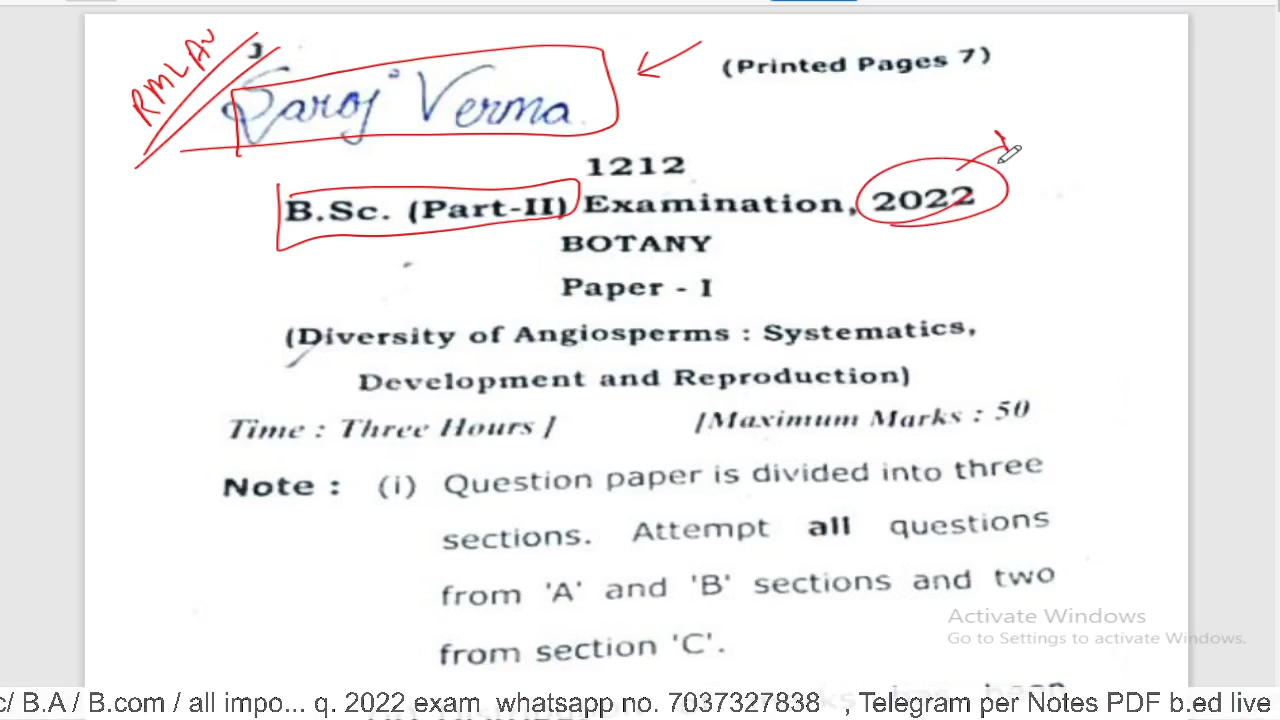 RMLAU
Saroj Verma
(Printed Pages 7)
1212
B.Sc. (Part-II) Examination, 2022
BOTANY
Paper - I
(Diversity of Angiosperms : Systematics,
Development and Reproduction)
Time : Three Hours ]
[Maximum Marks : 50
Note : (i) Question paper is divided into three
sections. Attempt all questions
from 'A' and 'B' sections and two
from section 'C'.
Activate Windows
Go to Settings to activate Windows.
c/ B.A / B.com / all impo... q. 2022 exam whatsapp no. 7037327838 , Telegram per Notes PDF b.ed live